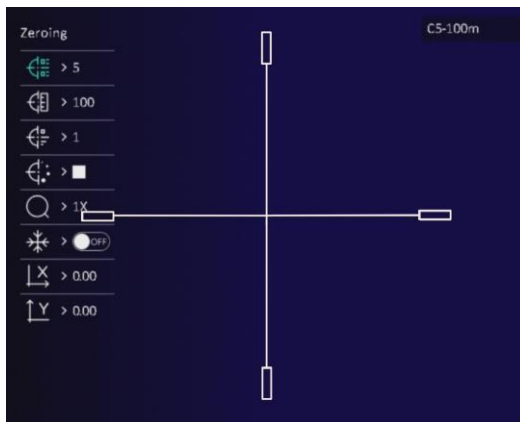 Zeroing
C5-100m
> 5
> 100
> 1
>
> 1X
> OFF
X > 0.00
Y > 0.00